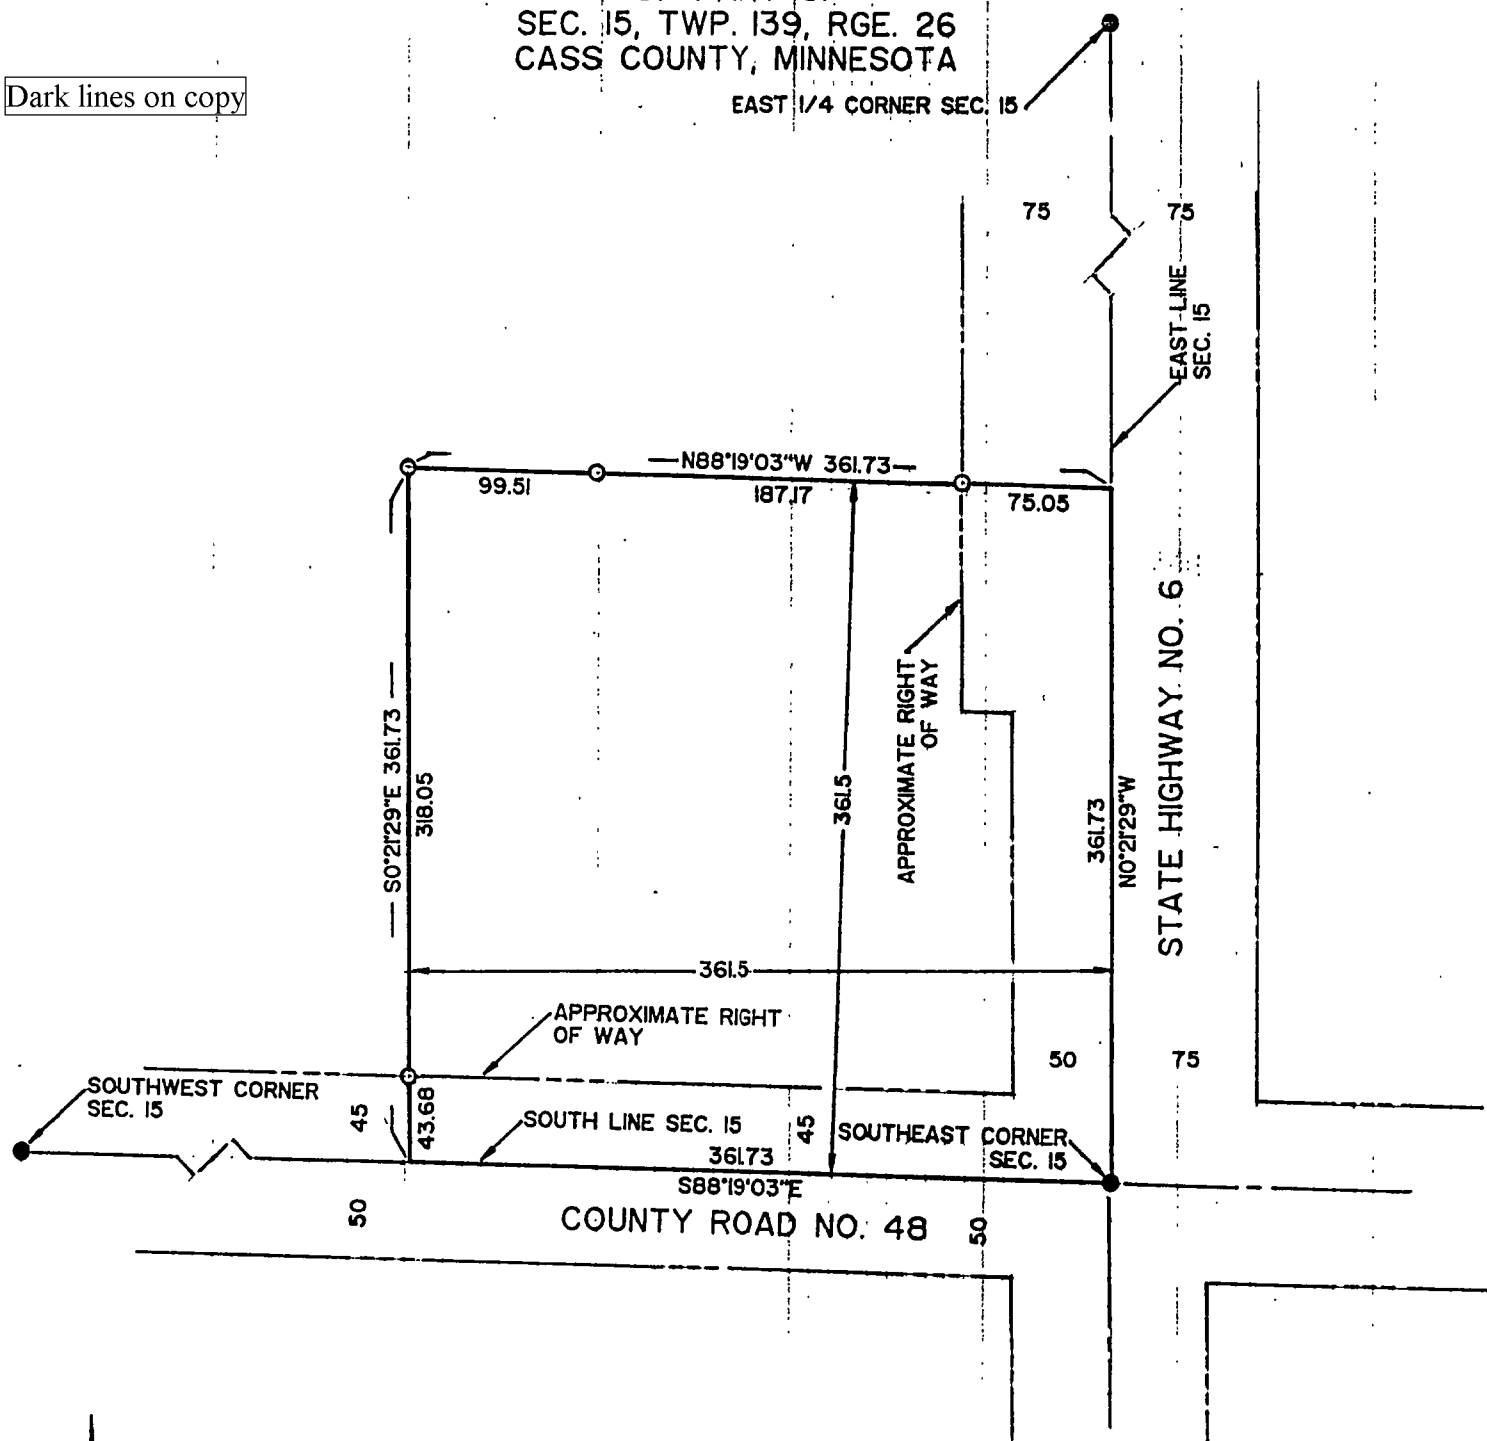 SEC. 15, TWP. 139, RGE. 26
CASS COUNTY, MINNESOTA
Dark lines on copy
EAST 1/4 CORNER SEC. 15
75
75
EAST LINE
SEC. 15
N88°19'03"W 361.73
99.51
187.17
75.05
S0°21'29"E 361.73
318.05
361.5
APPROXIMATE RIGHT
OF WAY
361.73
N0°21'29"W
STATE HIGHWAY NO. 6
361.5
APPROXIMATE RIGHT
OF WAY
50
75
SOUTHWEST CORNER
SEC. 15
45
43.68
SOUTH LINE SEC. 15
45
SOUTHEAST CORNER
SEC. 15
361.73
S88°19'03"E
50
COUNTY ROAD NO. 48
50